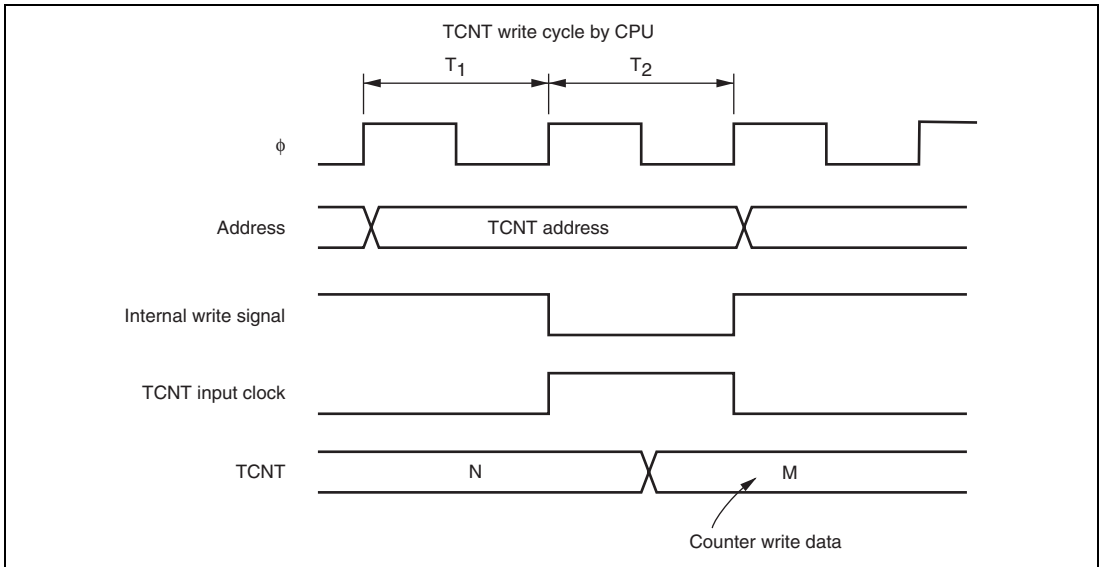 TCNT write cycle by CPU
T1 T2
ϕ
Address TCNT address
Internal write signal
TCNT input clock
TCNT N M
Counter write data